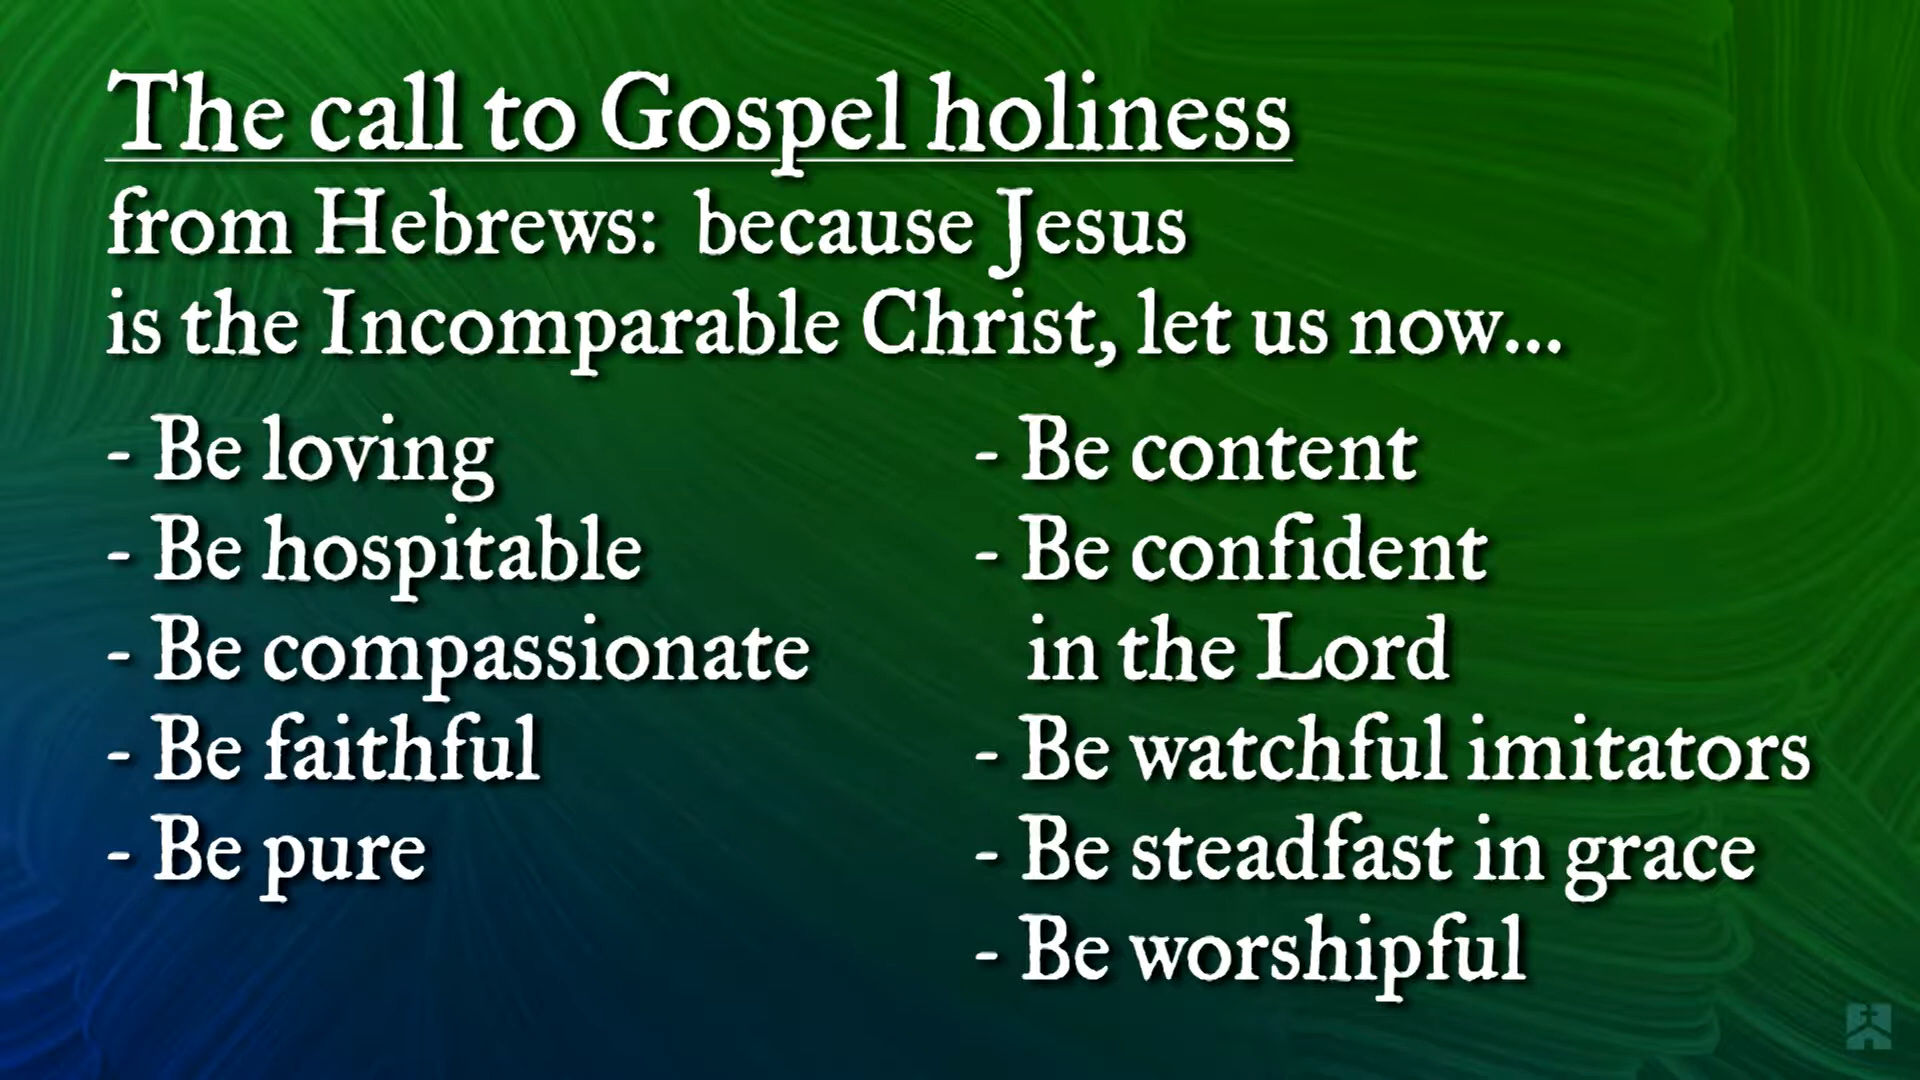 The call to Gospel holiness
from Hebrews:  because Jesus
is the Incomparable Christ, let us now...
- Be loving
- Be hospitable
- Be compassionate
- Be faithful
- Be pure
- Be content
- Be confident
in the Lord
- Be watchful imitators
- Be steadfast in grace
- Be worshipful